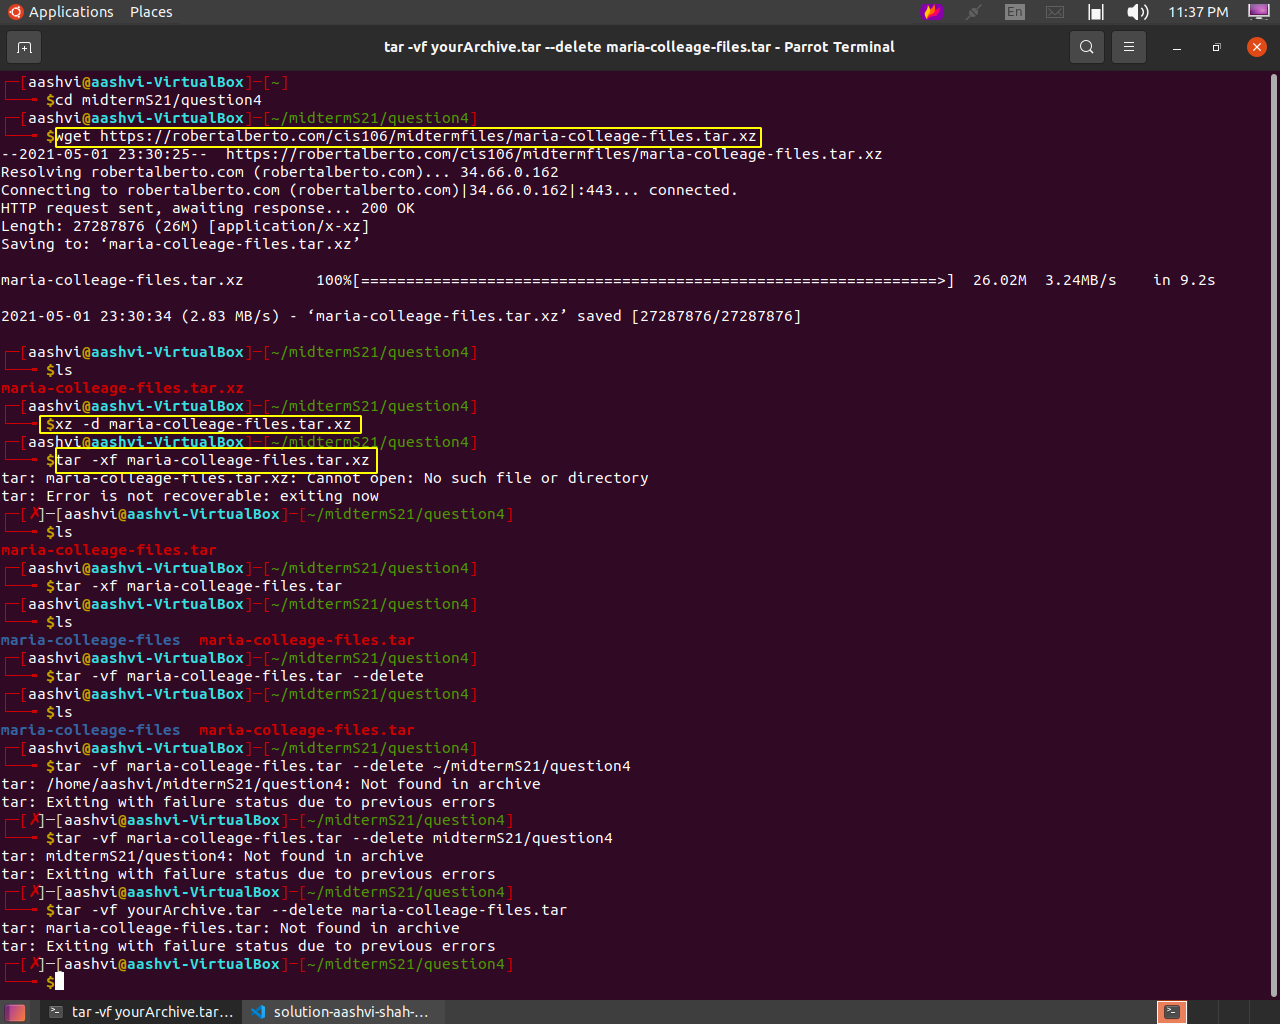 Applications Places En 11:37 PM
tar -vf yourArchive.tar --delete maria-colleage-files.tar - Parrot Terminal
[aashvi@aashvi-VirtualBox]─[~]
$cd midtermS21/question4
[aashvi@aashvi-VirtualBox]─[~/midtermS21/question4]
$wget https://robertalberto.com/cis106/midtermfiles/maria-colleage-files.tar.xz
--2021-05-01 23:30:25--  https://robertalberto.com/cis106/midtermfiles/maria-colleage-files.tar.xz
Resolving robertalberto.com (robertalberto.com)... 34.66.0.162
Connecting to robertalberto.com (robertalberto.com)|34.66.0.162|:443... connected.
HTTP request sent, awaiting response... 200 OK
Length: 27287876 (26M) [application/x-xz]
Saving to: ‘maria-colleage-files.tar.xz’
maria-colleage-files.tar.xz        100%[================================================================>]  26.02M  3.24MB/s    in 9.2s
2021-05-01 23:30:34 (2.83 MB/s) - ‘maria-colleage-files.tar.xz’ saved [27287876/27287876]
[aashvi@aashvi-VirtualBox]─[~/midtermS21/question4]
$ls
maria-colleage-files.tar.xz
[aashvi@aashvi-VirtualBox]─[~/midtermS21/question4]
$xz -d maria-colleage-files.tar.xz
[aashvi@aashvi-VirtualBox]─[~/midtermS21/question4]
$tar -xf maria-colleage-files.tar.xz
tar: maria-colleage-files.tar.xz: Cannot open: No such file or directory
tar: Error is not recoverable: exiting now
[✗]─[aashvi@aashvi-VirtualBox]─[~/midtermS21/question4]
$ls
maria-colleage-files.tar
[aashvi@aashvi-VirtualBox]─[~/midtermS21/question4]
$tar -xf maria-colleage-files.tar
[aashvi@aashvi-VirtualBox]─[~/midtermS21/question4]
$ls
maria-colleage-files  maria-colleage-files.tar
[aashvi@aashvi-VirtualBox]─[~/midtermS21/question4]
$tar -vf maria-colleage-files.tar --delete
[aashvi@aashvi-VirtualBox]─[~/midtermS21/question4]
$ls
maria-colleage-files  maria-colleage-files.tar
[aashvi@aashvi-VirtualBox]─[~/midtermS21/question4]
$tar -vf maria-colleage-files.tar --delete ~/midtermS21/question4
tar: /home/aashvi/midtermS21/question4: Not found in archive
tar: Exiting with failure status due to previous errors
[✗]─[aashvi@aashvi-VirtualBox]─[~/midtermS21/question4]
$tar -vf maria-colleage-files.tar --delete midtermS21/question4
tar: midtermS21/question4: Not found in archive
tar: Exiting with failure status due to previous errors
[✗]─[aashvi@aashvi-VirtualBox]─[~/midtermS21/question4]
$tar -vf yourArchive.tar --delete maria-colleage-files.tar
tar: maria-colleage-files.tar: Not found in archive
tar: Exiting with failure status due to previous errors
[✗]─[aashvi@aashvi-VirtualBox]─[~/midtermS21/question4]
$
tar -vf yourArchive.tar... solution-aashvi-shah-...